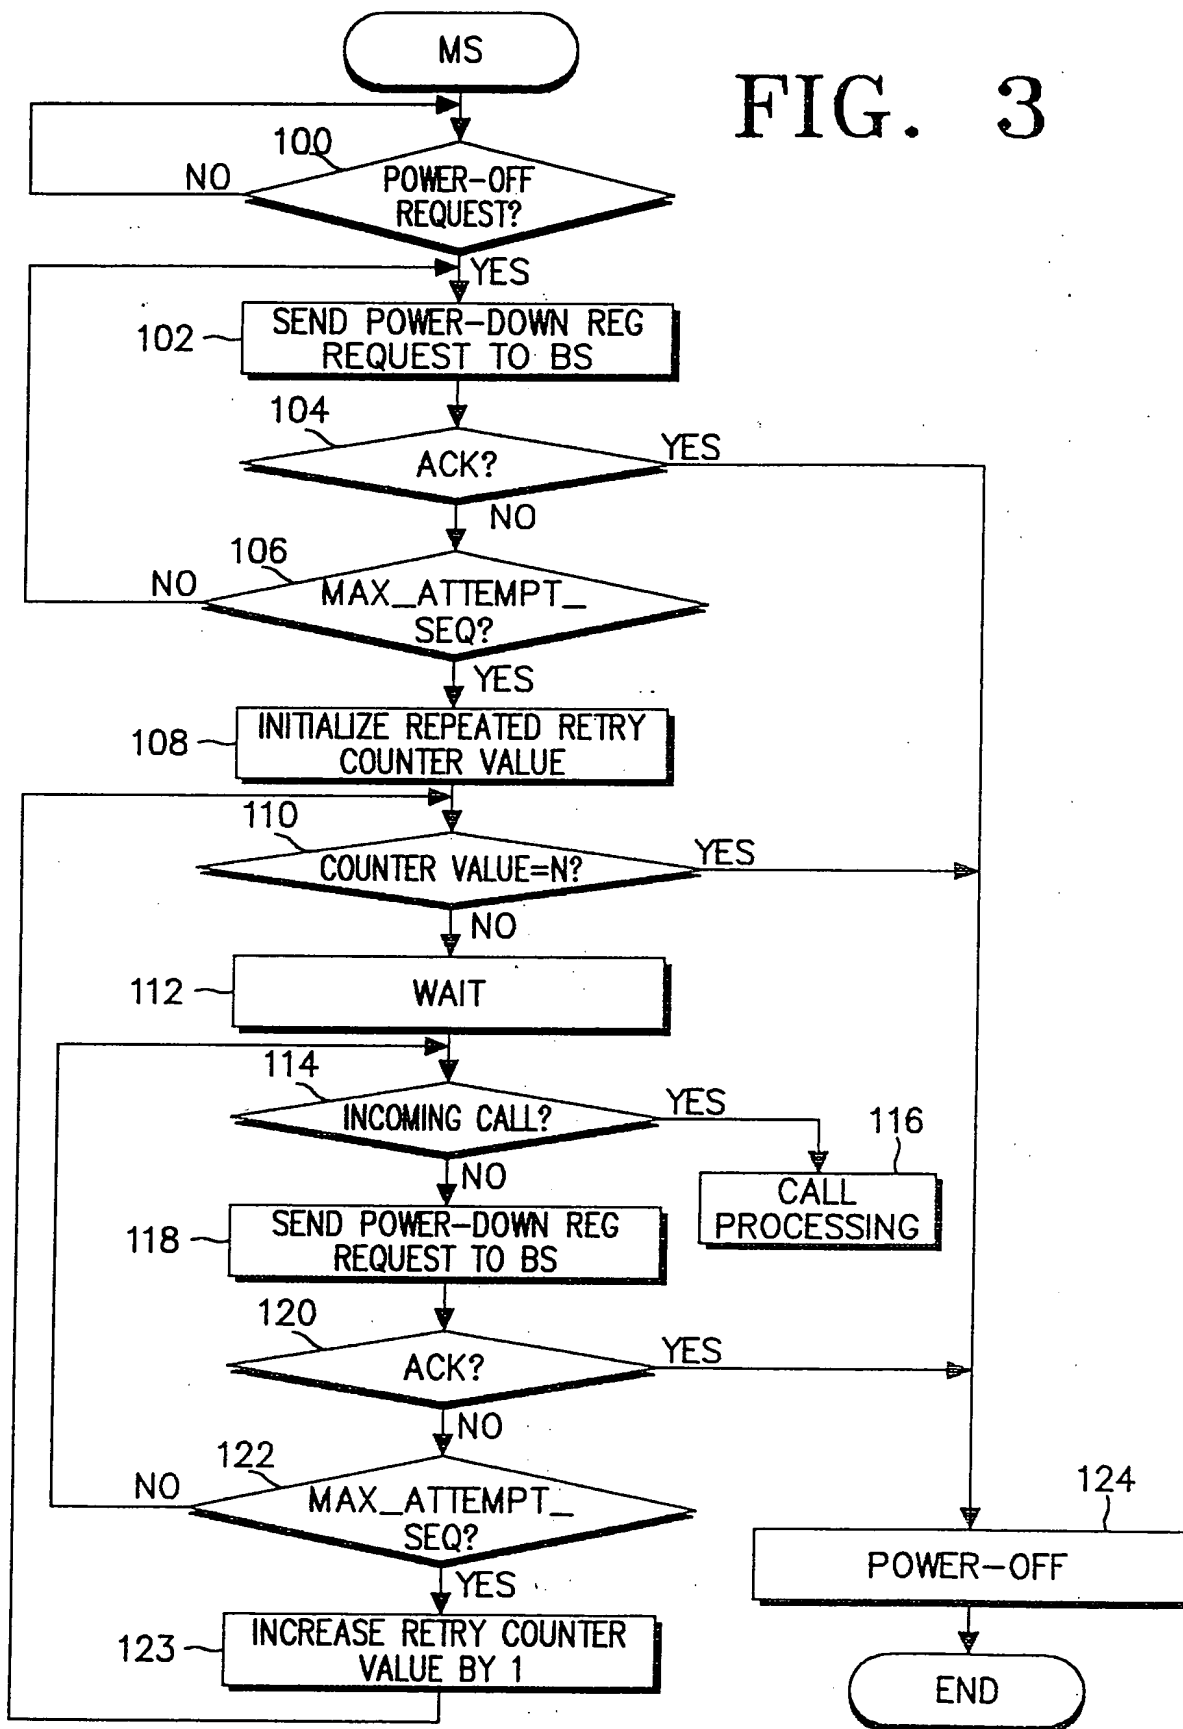 MS
FIG. 3
100
NO
POWER-OFF
REQUEST?
YES
102
SEND POWER-DOWN REG
REQUEST TO BS
104
ACK?
YES
NO
106
NO
MAX_ATTEMPT_
SEQ?
YES
108
INITIALIZE REPEATED RETRY
COUNTER VALUE
110
COUNTER VALUE=N?
YES
NO
112
WAIT
114
INCOMING CALL?
YES
116
NO
CALL
PROCESSING
118
SEND POWER-DOWN REG
REQUEST TO BS
120
ACK?
YES
NO
122
NO
MAX_ATTEMPT_
SEQ?
124
POWER-OFF
YES
123
INCREASE RETRY COUNTER
VALUE BY 1
END